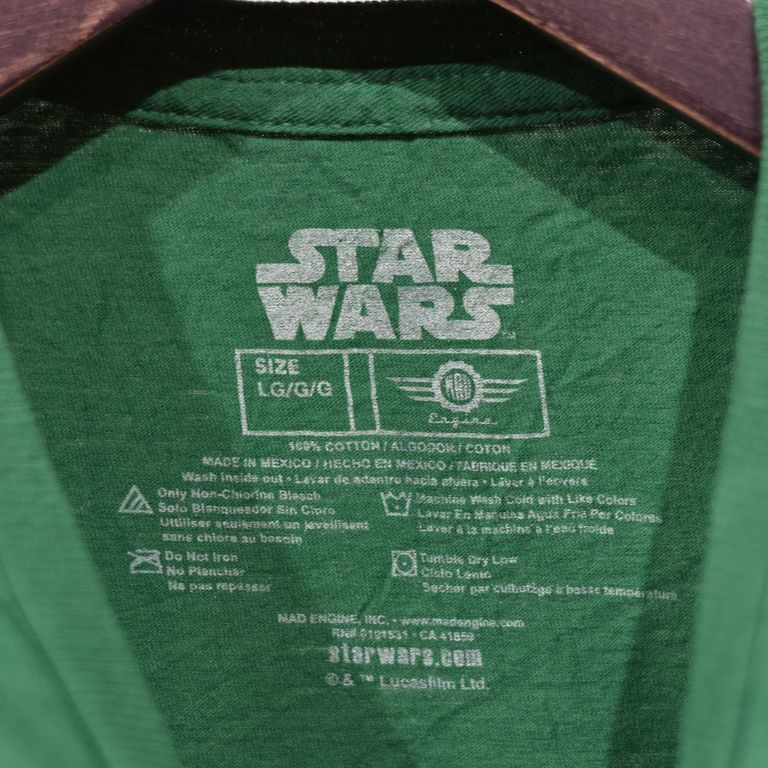 STAR
WARS™
SIZE
LG/G/G
MAD
Engine
100% COTTON / ALGODON / COTON
MADE IN MEXICO / HECHO EN MEXICO / FABRIQUE EN MEXIQUE
Wash inside out • Lavar de adentro hacia afuera • Laver à l'envers
Only Non-Chlorine Bleach
Solo Blanqueador Sin Cloro
Utiliser seulement un javellisant
sans chlore au besoin
Machine Wash Cold with Like Colors
Lavar En Maquina Agua Fria Por Colores
Laver à la machine à l'eau froide
Do Not Iron
No Planchar
Ne pas repasser
Tumble Dry Low
Ciclo Lento
Sécher par culbutage à basse température
MAD ENGINE, INC. • www.madengine.com
RN# 0101531 • CA 41859
starwars.com
©& ™ Lucasfilm Ltd.